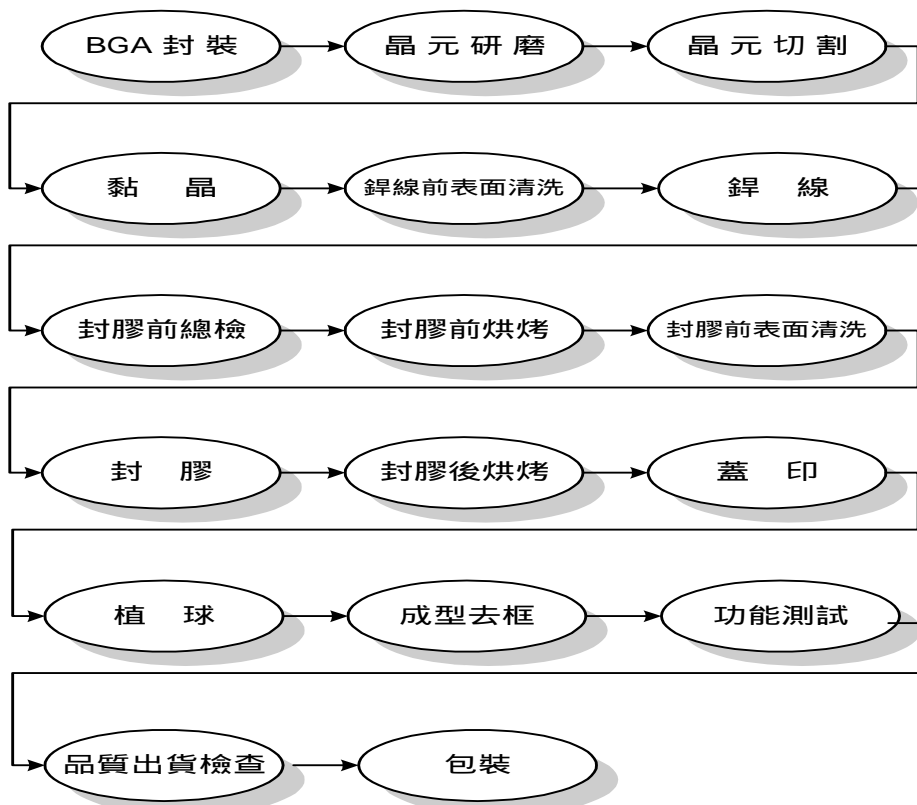 BGA 封裝
晶元研磨
晶元切割
黏晶
銲線前表面清洗
銲線
封膠前總檢
封膠前烘烤
封膠前表面清洗
封膠
封膠後烘烤
蓋印
植球
成型去框
功能測試
品質出貨檢查
包裝